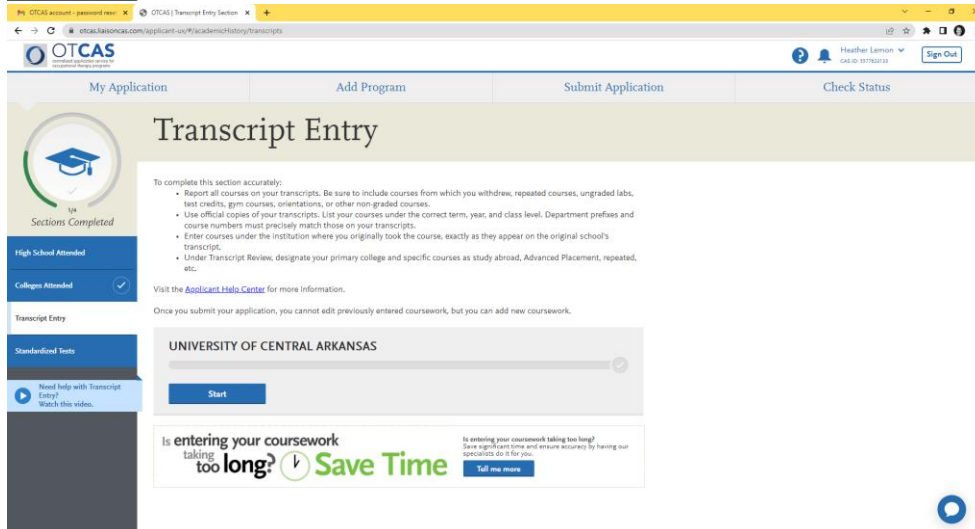 OTCAS account - password reset
OTCAS | Transcript Entry Section
otcas.liaisoncas.com/applicant-ux/#/academicHistory/transcripts
OTCAS
centralized application service for
occupational therapy programs
Heather Lemon
CAS ID:
Sign Out
My Application
Add Program
Submit Application
Check Status
1/4
Sections Completed
Transcript Entry
High School Attended
Colleges Attended
Transcript Entry
Standardized Tests
Need help with Transcript
Entry?
Watch this video.
To complete this section accurately:
• Report all courses on your transcripts. Be sure to include courses from which you withdrew, repeated courses, ungraded labs,
test credits, gym courses, orientations, or other non-graded courses.
• Use official copies of your transcripts. List your courses under the correct term, year, and class level. Department prefixes and
course numbers must precisely match those on your transcripts.
• Enter courses under the institution where you originally took the course, exactly as they appear on the original school's
transcript.
• Under Transcript Review, designate your primary college and specific courses as study abroad, Advanced Placement, repeated,
etc.
Visit the Applicant Help Center for more information.
Once you submit your application, you cannot edit previously entered coursework, but you can add new coursework.
UNIVERSITY OF CENTRAL ARKANSAS
Start
Is entering your coursework
taking
too long?
Save Time
Is entering your coursework taking too long?
Save significant time and ensure accuracy by having our
specialists do it for you.
Tell me more